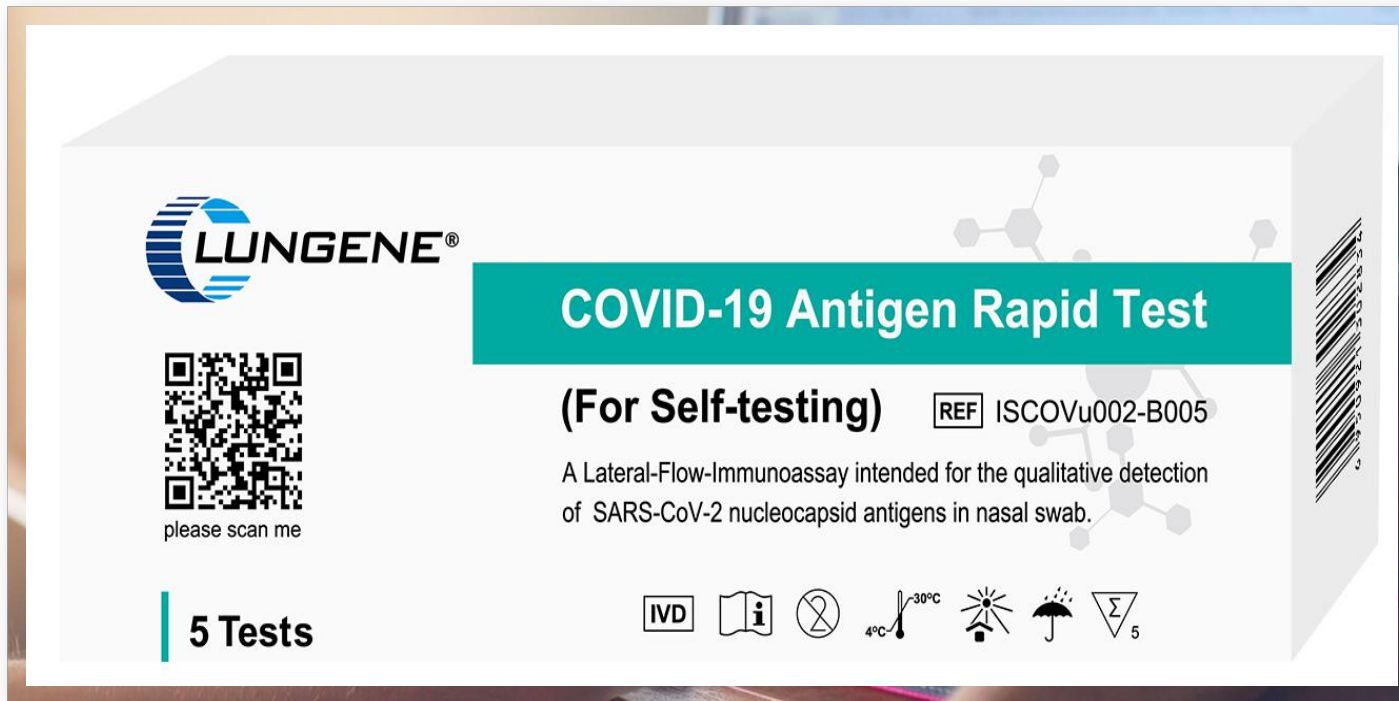 LUNGENE®
COVID-19 Antigen Rapid Test
(For Self-testing) REF ISCOVu002-B005
A Lateral-Flow-Immunoassay intended for the qualitative detection
of SARS-CoV-2 nucleocapsid antigens in nasal swab.
please scan me
5 Tests
IVD i 2 4°C 30°C Σ 5